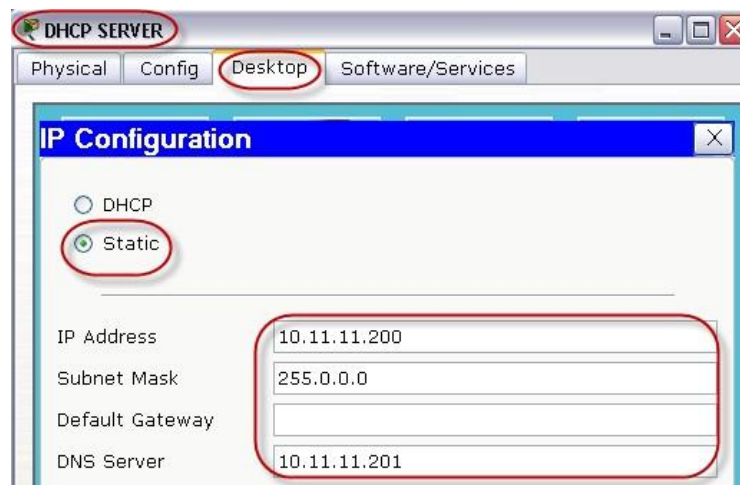 DHCP SERVER
Physical Config Desktop Software/Services
IP Configuration
DHCP
Static
IP Address 10.11.11.200
Subnet Mask 255.0.0.0
Default Gateway
DNS Server 10.11.11.201